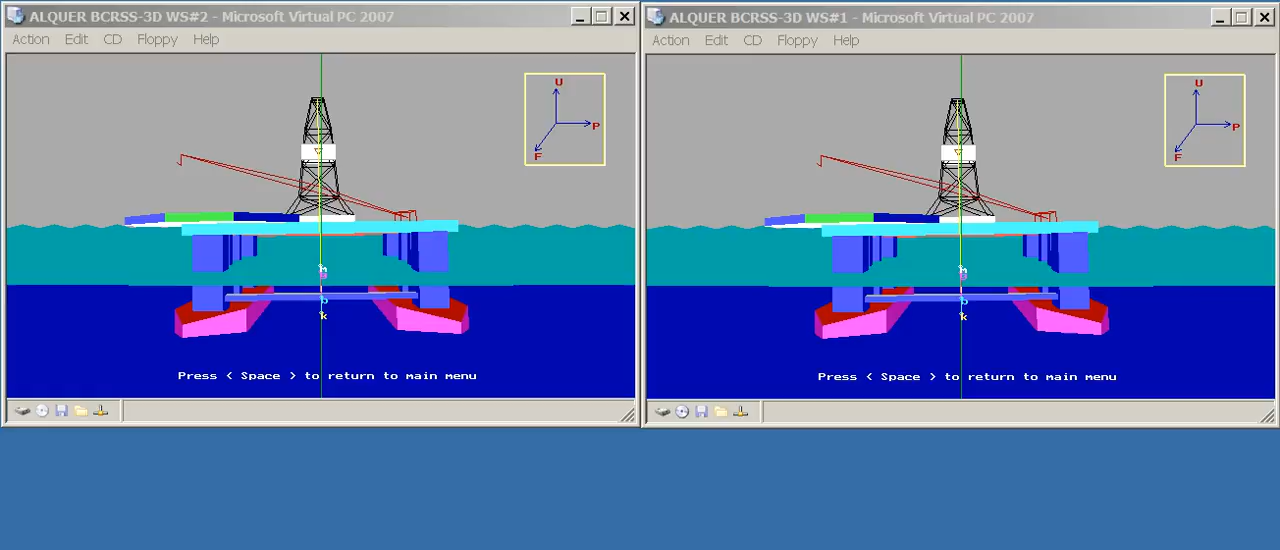 ALQUER BCRSS-3D WS#2 - Microsoft Virtual PC 2007
Action Edit CD Floppy Help
U
P
F
h
g
b
k
Press < Space > to return to main menu
ALQUER BCRSS-3D WS#1 - Microsoft Virtual PC 2007
Action Edit CD Floppy Help
U
P
F
h
g
b
k
Press < Space > to return to main menu